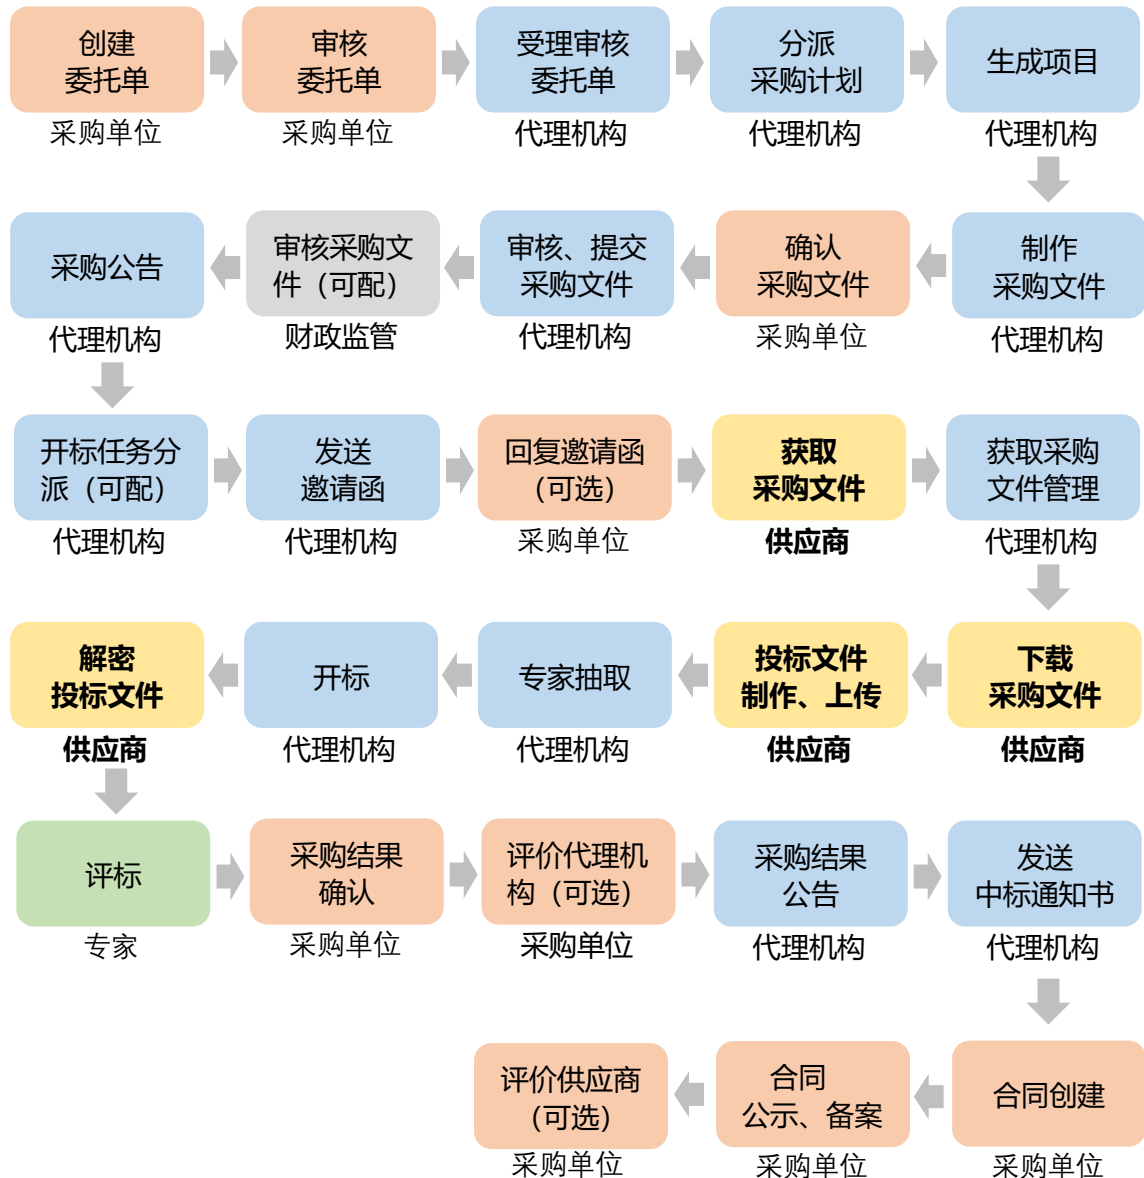 创建
委托单
采购单位
审核
委托单
采购单位
受理审核
委托单
代理机构
分派
采购计划
代理机构
生成项目
代理机构
制作
采购文件
代理机构
确认
采购文件
采购单位
审核、提交
采购文件
代理机构
审核采购文
件（可配）
财政监管
采购公告
代理机构
开标任务分
派（可配）
代理机构
发送
邀请函
代理机构
回复邀请函
（可选）
采购单位
获取
采购文件
供应商
获取采购
文件管理
代理机构
下载
采购文件
供应商
投标文件
制作、上传
供应商
专家抽取
代理机构
开标
代理机构
解密
投标文件
供应商
评标
专家
采购结果
确认
采购单位
评价代理机
构（可选）
采购单位
采购结果
公告
代理机构
发送
中标通知书
代理机构
合同创建
采购单位
合同
公示、备案
采购单位
评价供应商
（可选）
采购单位